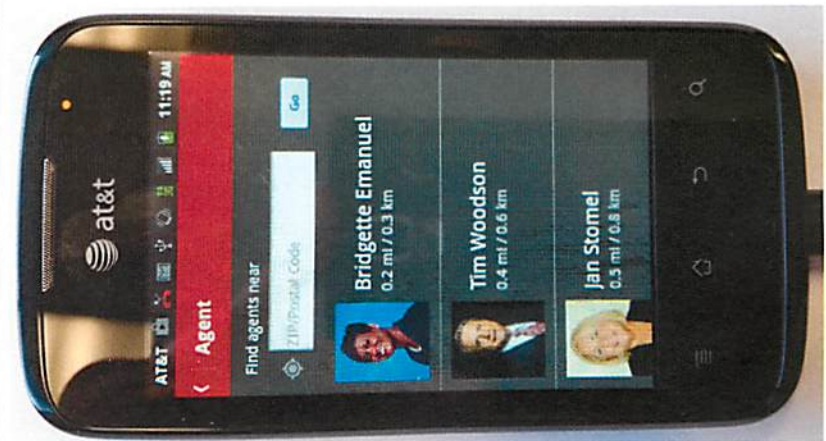 at&t
AT&T 11:19 AM
Agent
Find agents near
ZIP/Postal Code
Go
Bridgette Emanuel
0.2 mi / 0.3 km
Tim Woodson
0.4 mi / 0.6 km
Jan Stomel
0.5 mi / 0.8 km